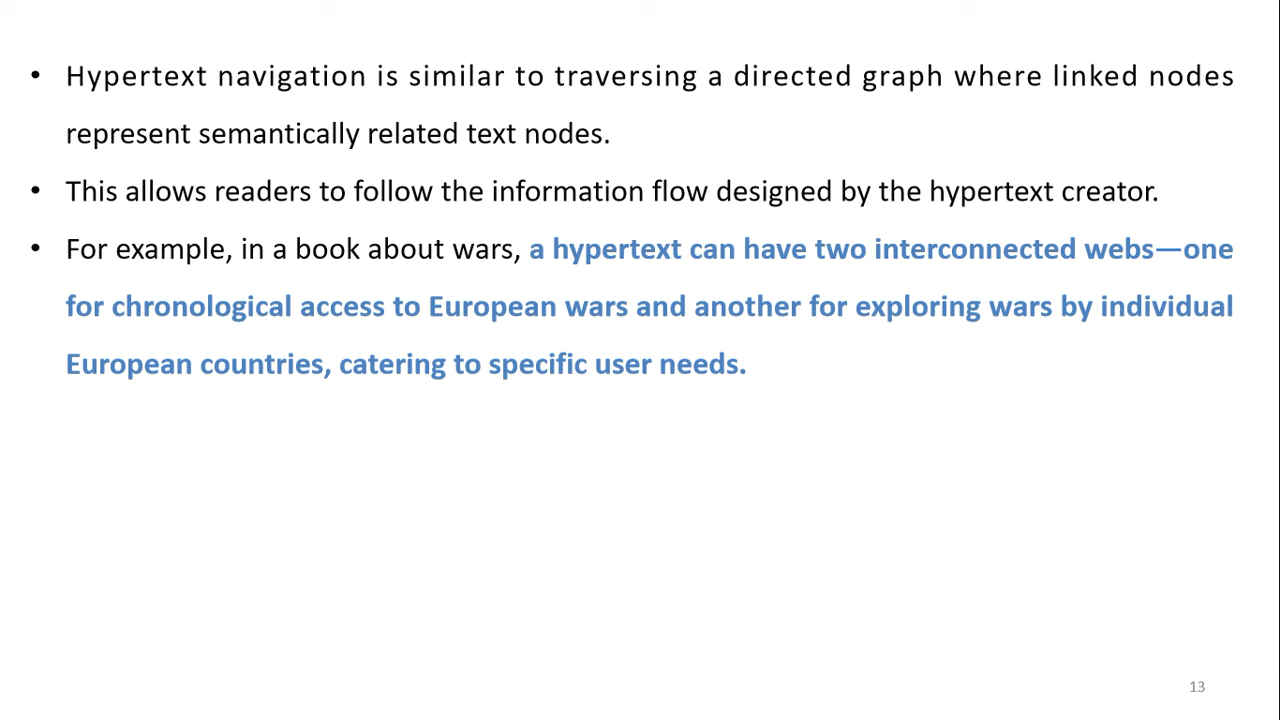 • Hypertext navigation is similar to traversing a directed graph where linked nodes
represent semantically related text nodes.
• This allows readers to follow the information flow designed by the hypertext creator.
• For example, in a book about wars, a hypertext can have two interconnected webs—one
for chronological access to European wars and another for exploring wars by individual
European countries, catering to specific user needs.
13